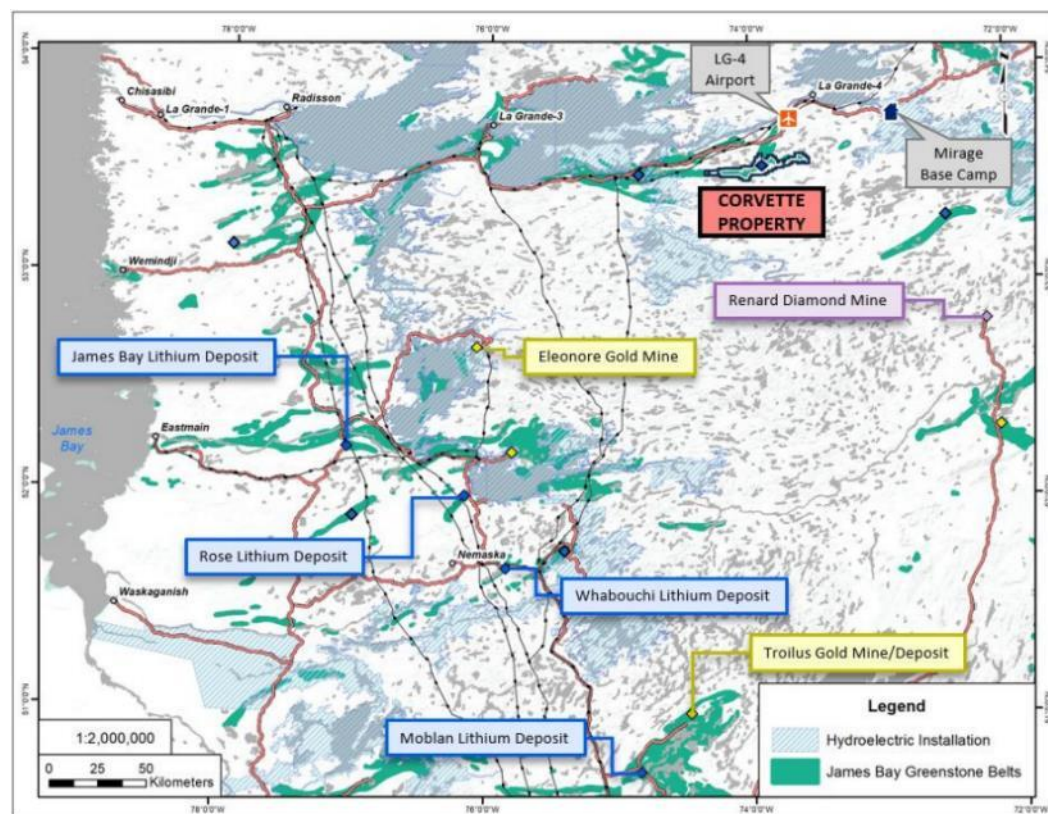 78°0'0"W
76°0'0"W
74°0'0"W
72°0'0"W
LG-4
Airport
La Grande-4
Chisasibi
La Grande-1
Radisson
La Grande-3
Mirage
Base Camp
CORVETTE
PROPERTY
Wemindji
Renard Diamond Mine
James Bay Lithium Deposit
Eleonore Gold Mine
James
Bay
Eastmain
Rose Lithium Deposit
Nemaska
Whabouchi Lithium Deposit
Waskaganish
Troilus Gold Mine/Deposit
Moblan Lithium Deposit
1:2,000,000
0 25 50
Kilometers
Legend
Hydroelectric Installation
James Bay Greenstone Belts
78°0'0"W
76°0'0"W
74°0'0"W
72°0'0"W